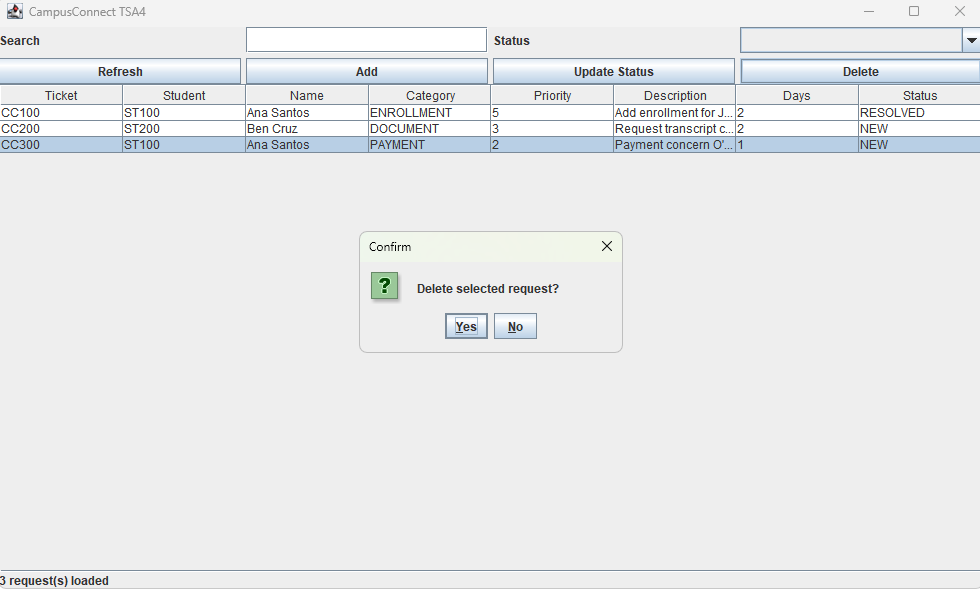 CampusConnect TSA4
Search Status
Refresh Add Update Status Delete
Ticket Student Name Category Priority Description Days Status
CC100 ST100 Ana Santos ENROLLMENT 5 Add enrollment for J... 2 RESOLVED
CC200 ST200 Ben Cruz DOCUMENT 3 Request transcript c... 2 NEW
CC300 ST100 Ana Santos PAYMENT 2 Payment concern O'... 1 NEW
Confirm
? Delete selected request?
Yes No
3 request(s) loaded